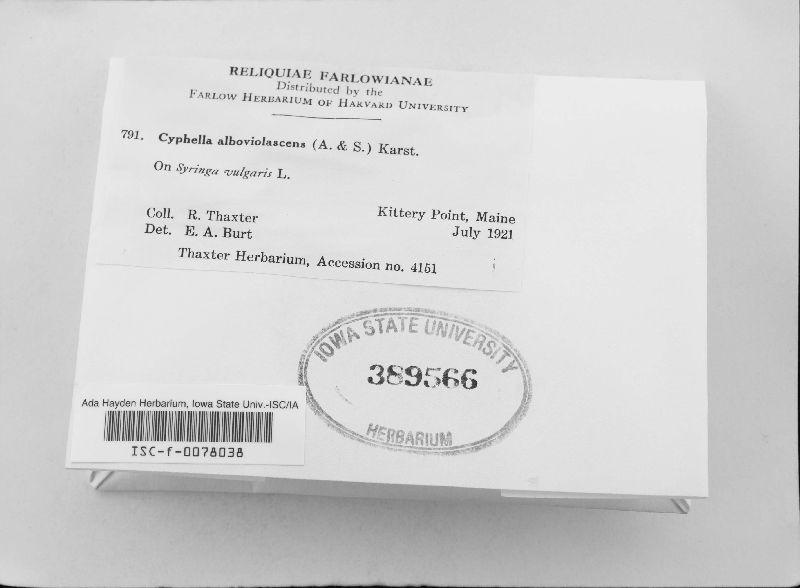 RELIQUIAE FARLOWIANAE
Distributed by the
FARLOW HERBARIUM OF HARVARD UNIVERSITY
791. Cyphella alboviolascens (A. & S.) Karst.
On Syringa vulgaris L.
Coll. R. Thaxter Kittery Point, Maine
Det. E. A. Burt July 1921
Thaxter Herbarium, Accession no. 4151
IOWA STATE UNIVERSITY
389566
HERBARIUM
Ada Hayden Herbarium, Iowa State Univ.-ISC/IA
ISC-f-0078038